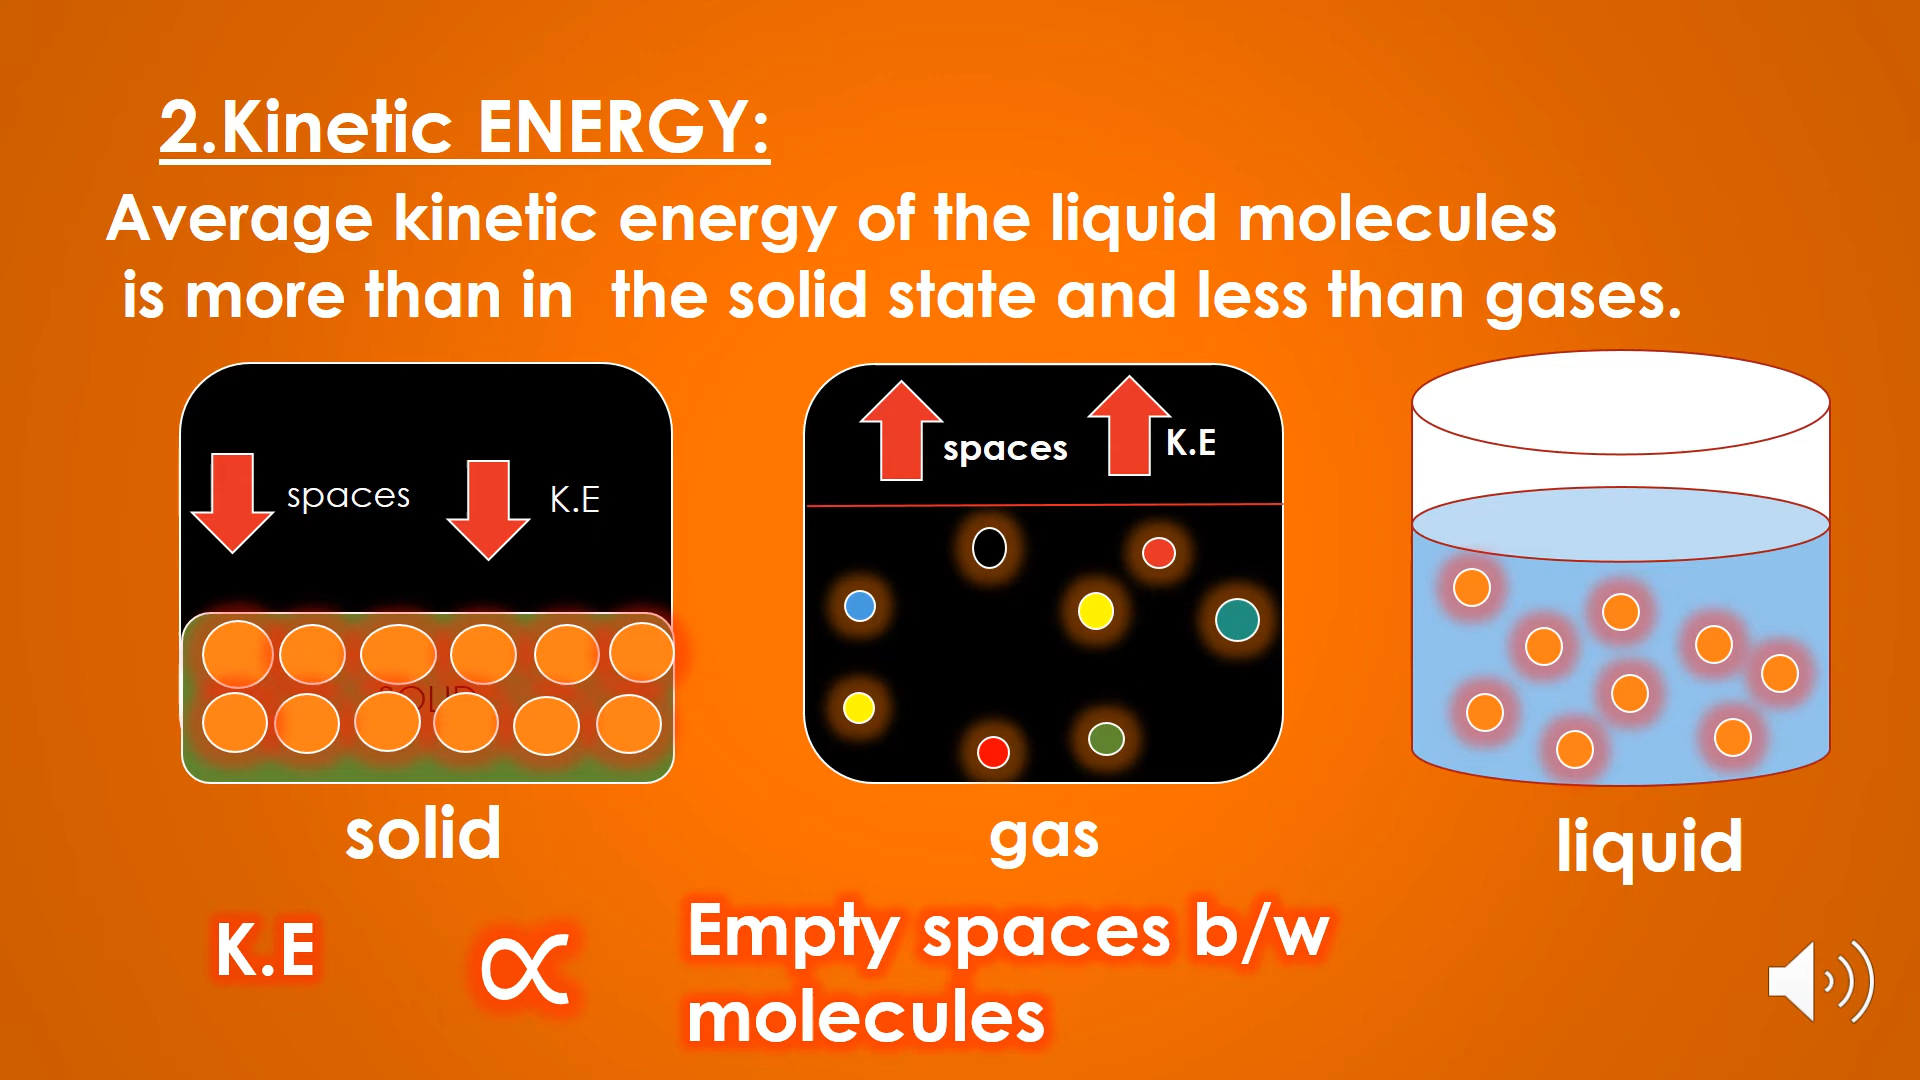 2.Kinetic ENERGY:
Average kinetic energy of the liquid molecules
is more than in the solid state and less than gases.
spaces
K.E
spaces
K.E
SOLID
solid
gas
liquid
K.E
∝
Empty spaces b/w
molecules